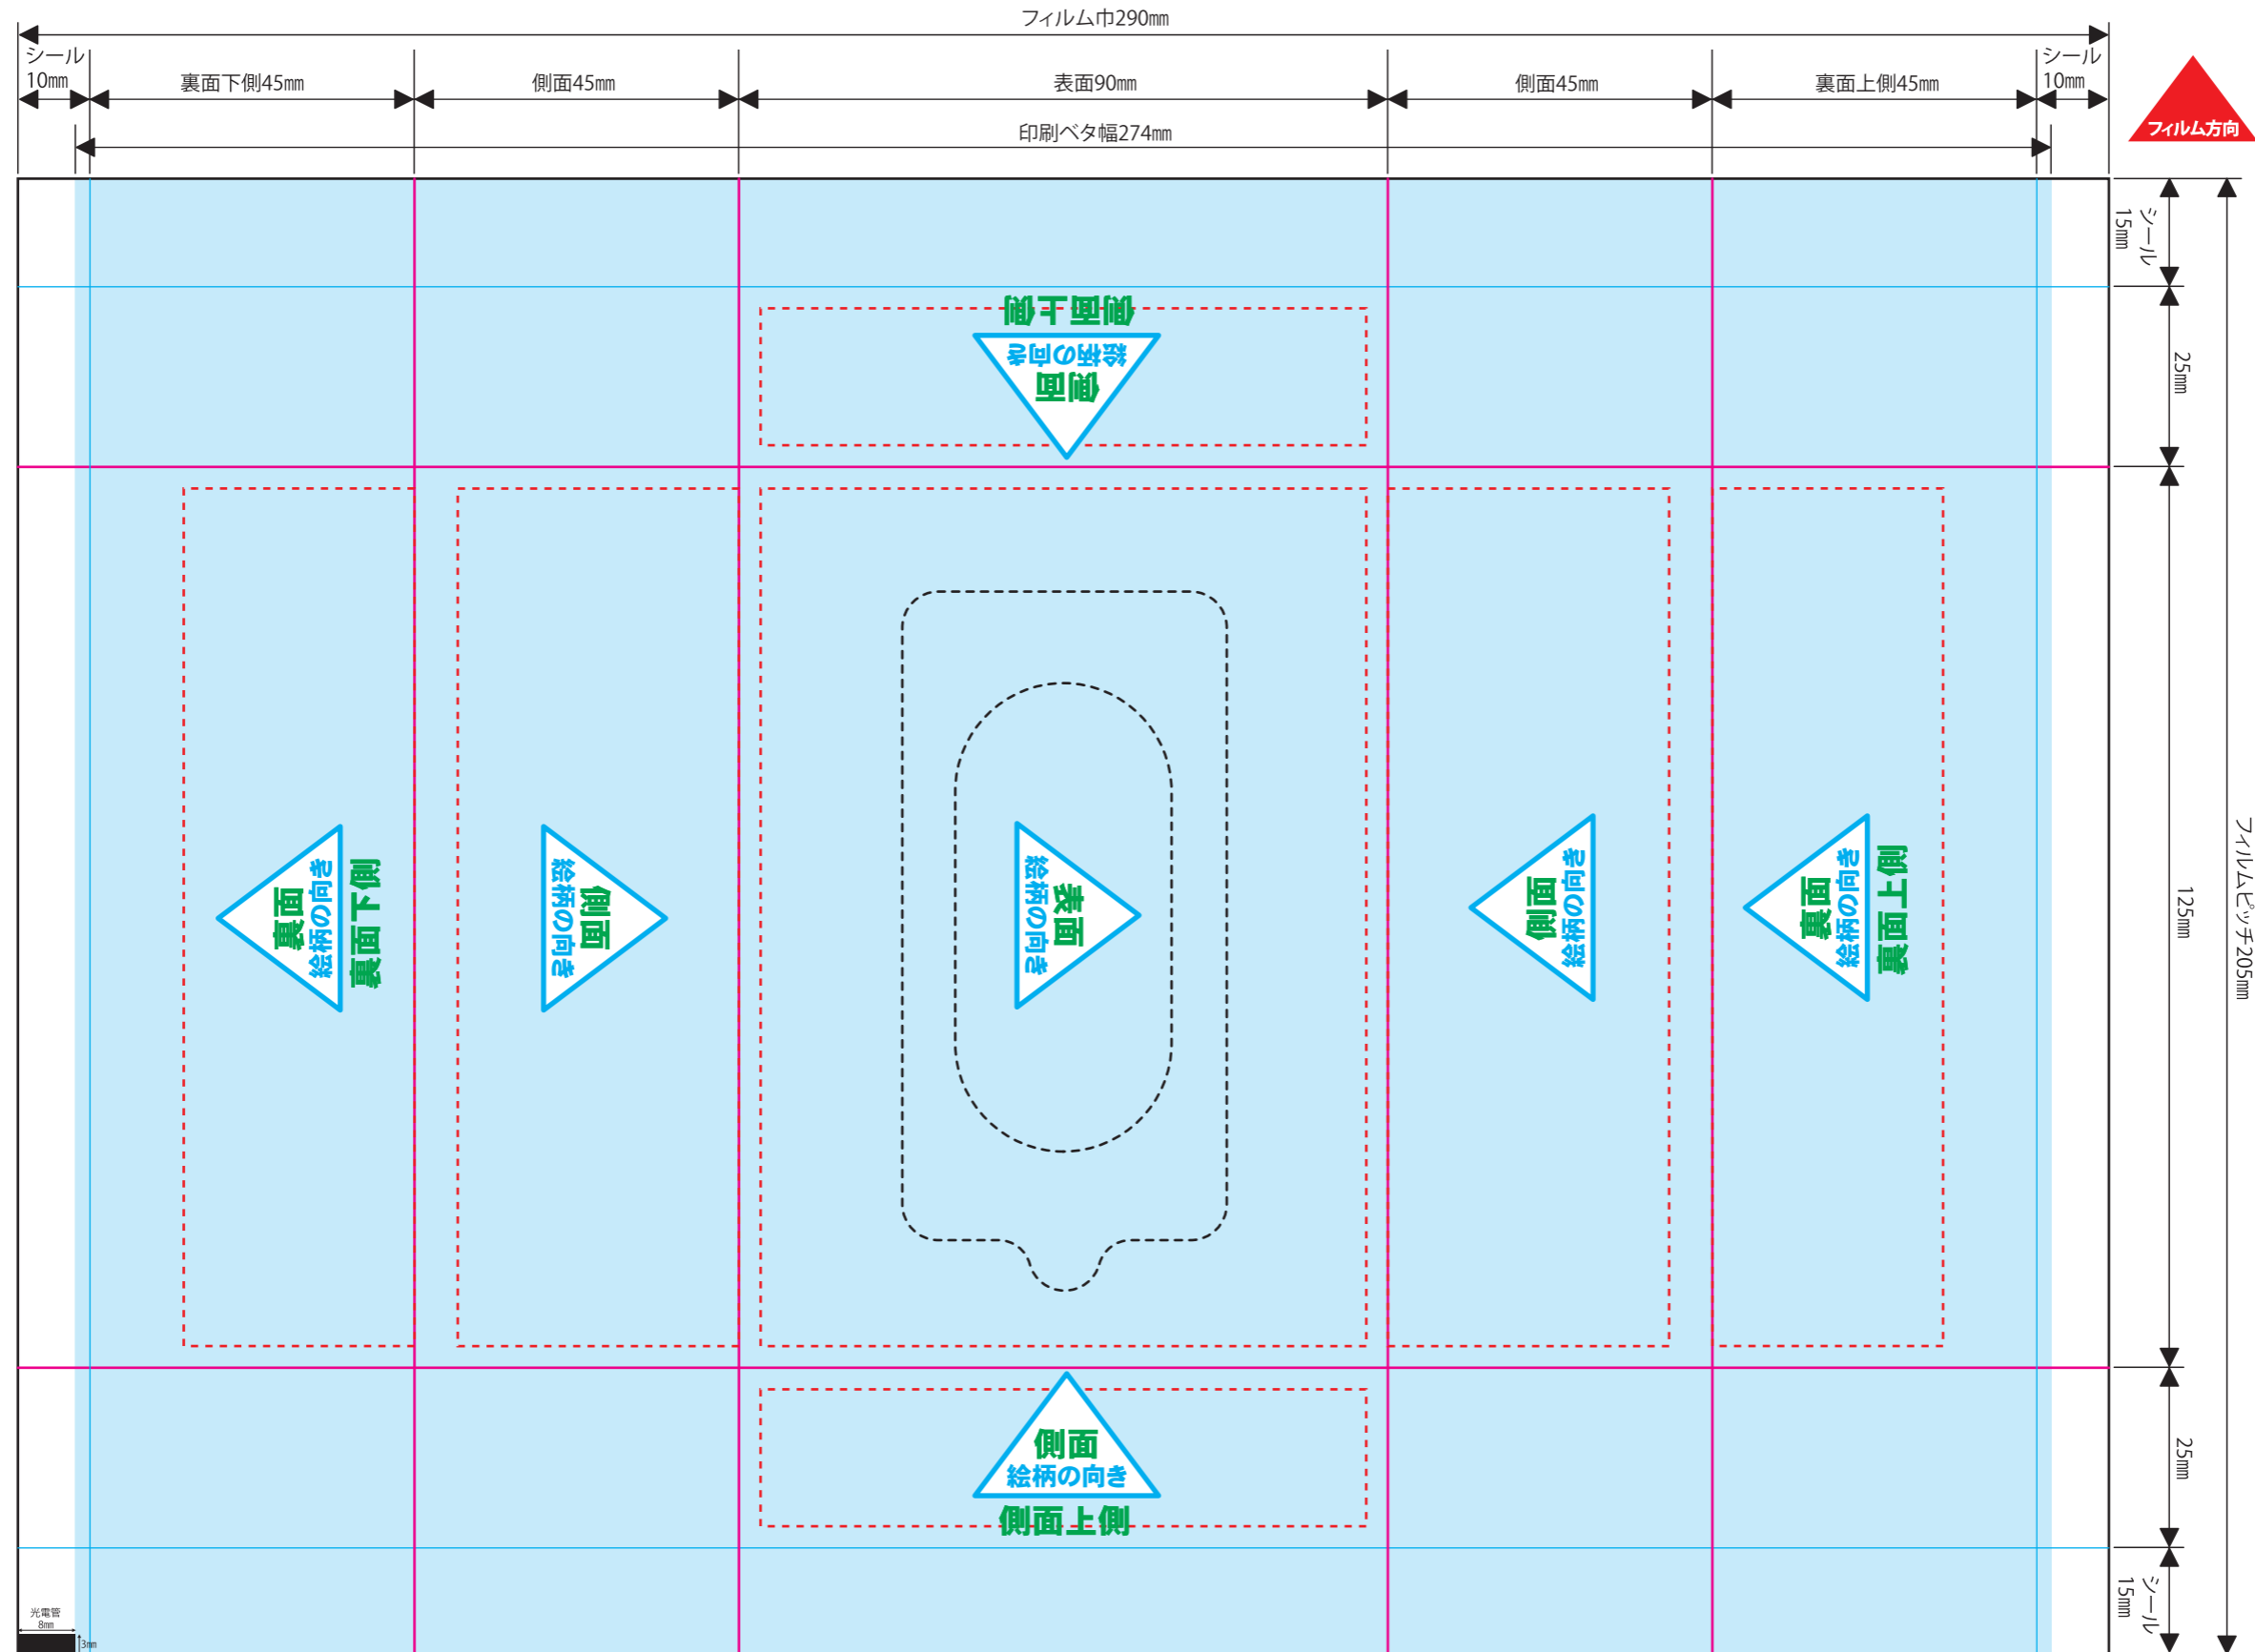 フィルム巾290㎜
シール
10㎜
裏面下側45㎜
側面45㎜
表面90㎜
側面45㎜
裏面上側45㎜
シール
10㎜
印刷ベタ幅274㎜
フィルム方向
シール
15㎜
側面上側
絵柄の向き
側面
25㎜
裏面
絵柄の向き
裏面下側
絵柄の向き
側面
絵柄の向き
表面
側面
絵柄の向き
裏面
絵柄の向き
裏面上側
125㎜
フィルムピッチ205㎜
側面
絵柄の向き
側面上側
25㎜
シール
15㎜
光電管
8㎜
3㎜